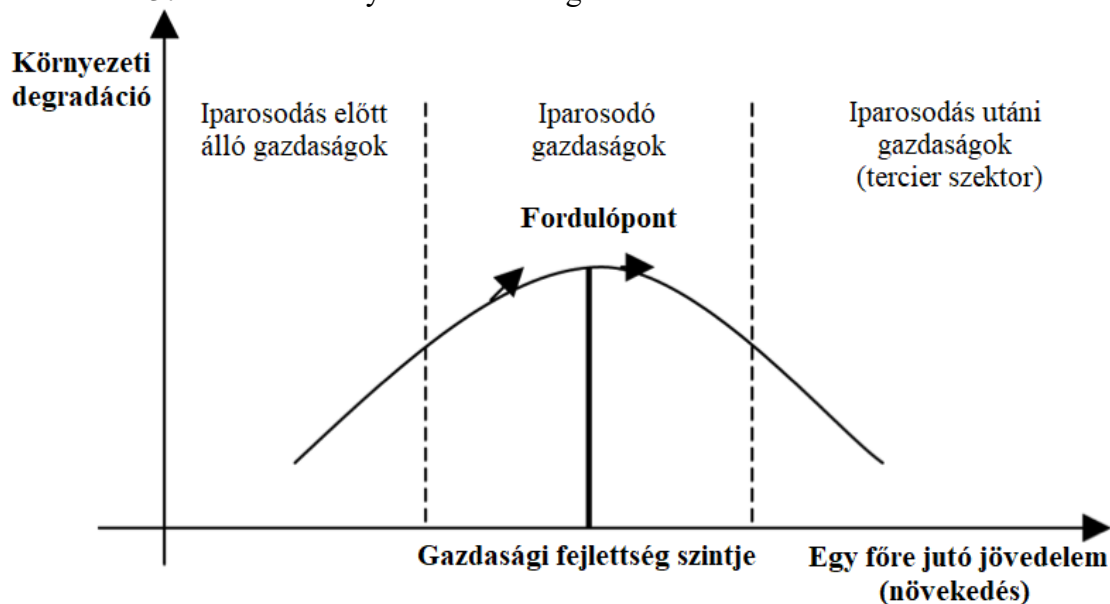 Környezeti
degradáció
Iparosodás előtt
álló gazdaságok
Iparosodó
gazdaságok
Iparosodás utáni
gazdaságok
(tercier szektor)
Fordulópont
Gazdasági fejlettség szintje
Egy főre jutó jövedelem
(növekedés)